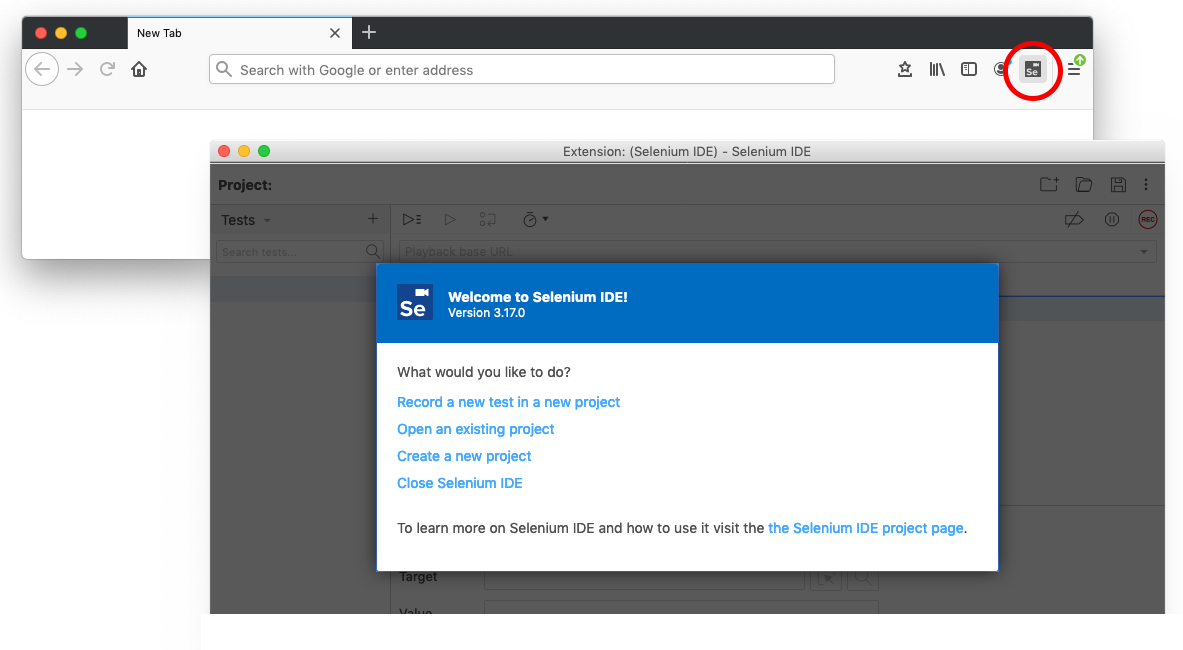 New Tab
Search with Google or enter address
Se
Extension: (Selenium IDE) - Selenium IDE
Project:
Tests
REC
Search tests...
Playback base URL
Se
Welcome to Selenium IDE!
Version 3.17.0
What would you like to do?
Record a new test in a new project
Open an existing project
Create a new project
Close Selenium IDE
To learn more on Selenium IDE and how to use it visit the the Selenium IDE project page.
Target
Value